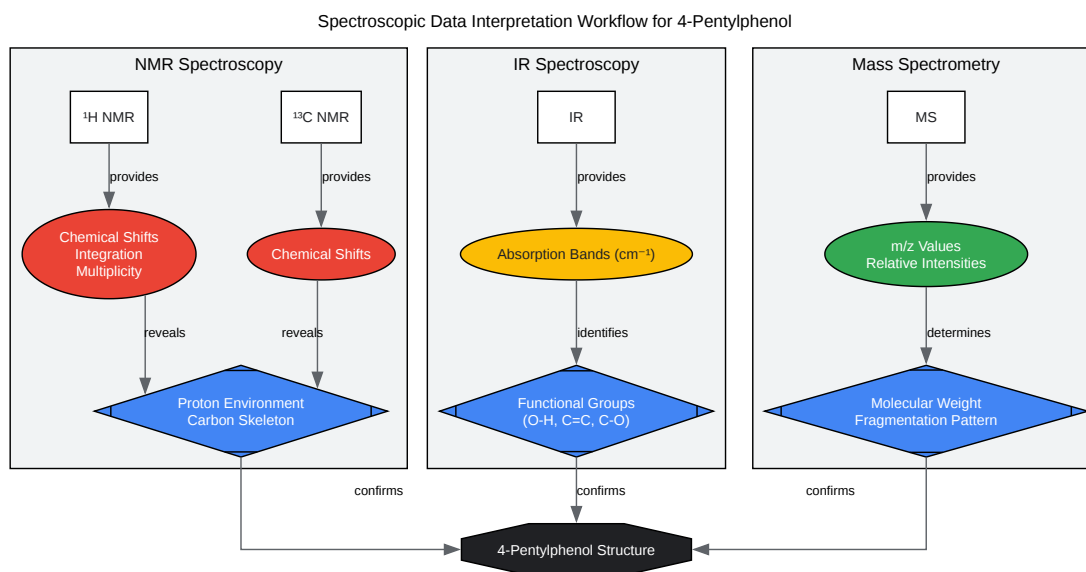 Spectroscopic Data Interpretation Workflow for 4-Pentylphenol
NMR Spectroscopy
¹H NMR
¹³C NMR
provides
provides
Chemical Shifts
Integration
Multiplicity
Chemical Shifts
reveals
reveals
Proton Environment
Carbon Skeleton
confirms
IR Spectroscopy
IR
provides
Absorption Bands (cm⁻¹)
identifies
Functional Groups
(O-H, C=C, C-O)
confirms
Mass Spectrometry
MS
provides
m/z Values
Relative Intensities
determines
Molecular Weight
Fragmentation Pattern
confirms
4-Pentylphenol Structure